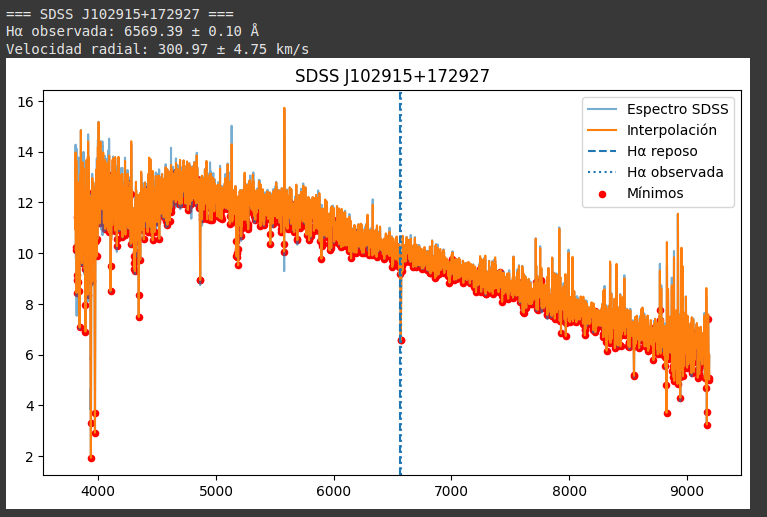 === SDSS J102915+172927 ===
Hα observada: 6569.39 ± 0.10 Å
Velocidad radial: 300.97 ± 4.75 km/s
SDSS J102915+172927
Espectro SDSS
Interpolación
Hα reposo
Hα observada
Mínimos
16
14
12
10
8
6
4
2
4000 5000 6000 7000 8000 9000